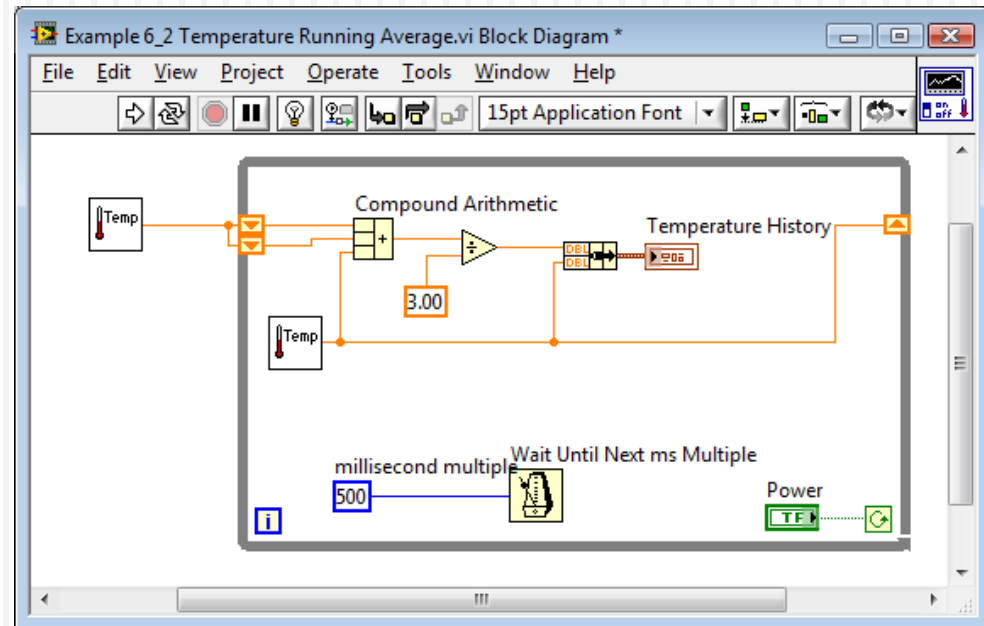 Example 6_2 Temperature Running Average.vi Block Diagram *
File Edit View Project Operate Tools Window Help
15pt Application Font
on
off
Temp
Compound Arithmetic
Temperature History
+
÷
DBL
DBL
3.00
Temp
millisecond multiple
Wait Until Next ms Multiple
500
Power
TF
i